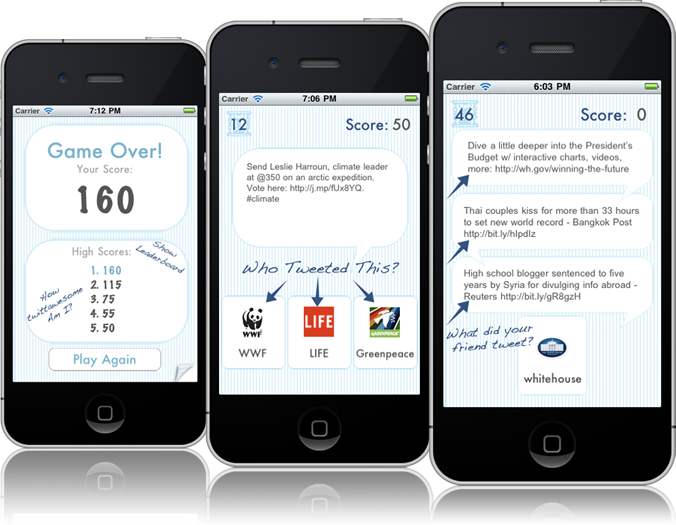 Carrier 7:12 PM
Game Over!
Your Score:
160
High Scores:
Show
Leaderboard
1. 160
2. 115
3. 75
4. 55
5. 50
How
twittawesome
Am I?
Play Again
Carrier 7:06 PM
12 Score: 50
Send Leslie Harroun, climate leader
at @350 on an arctic expedition.
Vote here: http://j.mp/fUx8YQ.
#climate
Who Tweeted This?
WWF
LIFE
GREENPEACE
WWF LIFE Greenpeace
Carrier 6:03 PM
46 Score: 0
Dive a little deeper into the President's
Budget w/ interactive charts, videos,
more: http://wh.gov/winning-the-future
Thai couples kiss for more than 33 hours
to set new world record - Bangkok Post
http://bit.ly/hIpdIz
High school blogger sentenced to five
years by Syria for divulging info abroad -
Reuters http://bit.ly/gR8gzH
What did your
friend tweet?
whitehouse